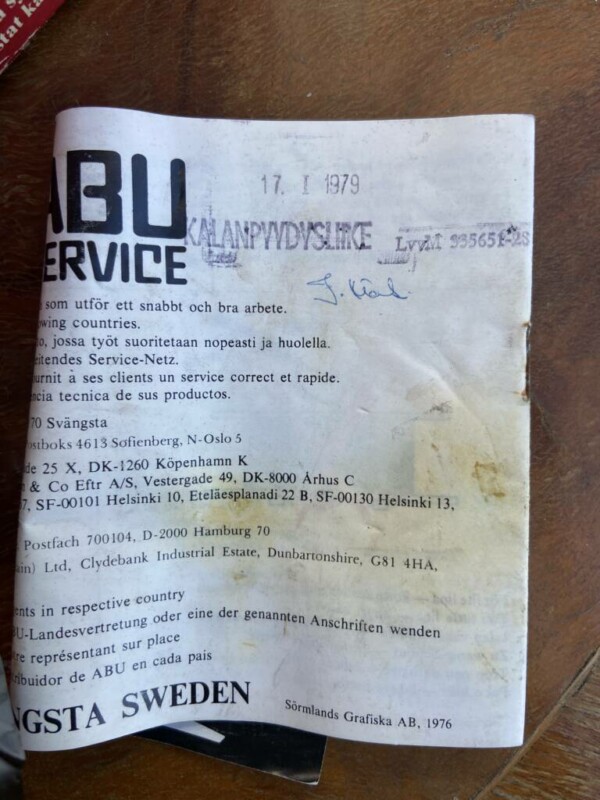 ABU
SERVICE
17. I 1979
KALANPYYDYSLIIKE LvvM 935651-28
som utför ett snabbt och bra arbete.
owing countries.
jossa työt suoritetaan nopeasti ja huolella.
eitendes Service-Netz.
urnit à ses clients un service correct et rapide.
ncia tecnica de sus productos.
70 Svängsta
ostboks 4613 Sofienberg, N-Oslo 5
de 25 X, DK-1260 Köpenhamn K
& Co Eftr A/S, Vestergade 49, DK-8000 Århus C
7, SF-00101 Helsinki 10, Eteläesplanadi 22 B, SF-00130 Helsinki 13,
Postfach 700104, D-2000 Hamburg 70
ain) Ltd, Clydebank Industrial Estate, Dunbartonshire, G81 4HA,
ents in respective country
U-Landesvertretung oder eine der genannten Anschriften wenden
re représentant sur place
ribuidor de ABU en cada pais
NGSTA SWEDEN
Sörmlands Grafiska AB, 1976
stat k